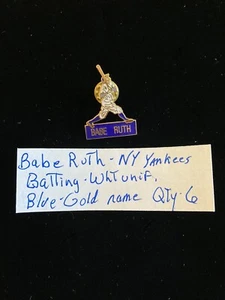 BABE RUTH
Babe Ruth - NY Yankees
Batting - Wht unif.
Blue-Gold name QTy-6